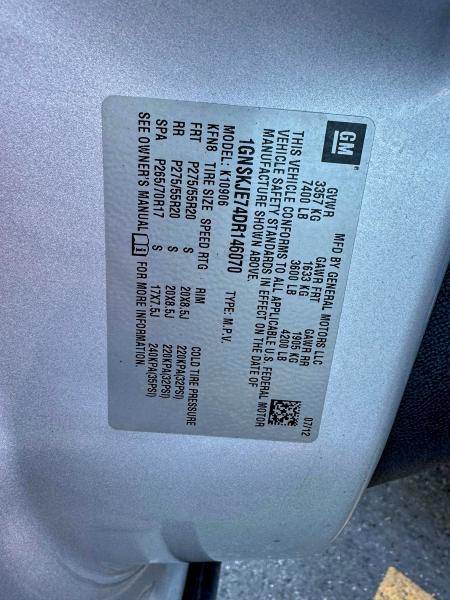 GM
MFD BY GENERAL MOTORS LLC 07/12
GVWR GAWR FRT GAWR RR
3357 KG 1633 KG 1905 KG
7400 LB 3600 LB 4200 LB
THIS VEHICLE CONFORMS TO ALL APPLICABLE U.S. FEDERAL MOTOR
VEHICLE SAFETY STANDARDS IN EFFECT ON THE DATE OF
MANUFACTURE SHOWN ABOVE.
1GNSKJE74DR146070 TYPE: M.P.V.
MODEL: K10906
KFN8 TIRE SIZE SPEED RTG RIM COLD TIRE PRESSURE
FRT P275/55R20 S 20X8.5J 220KPA(32PSI)
RR P275/55R20 S 20X8.5J 220KPA(32PSI)
SPA P265/70R17 S 17X7.5J 240KPA(35PSI)
SEE OWNER'S MANUAL FOR MORE INFORMATION.